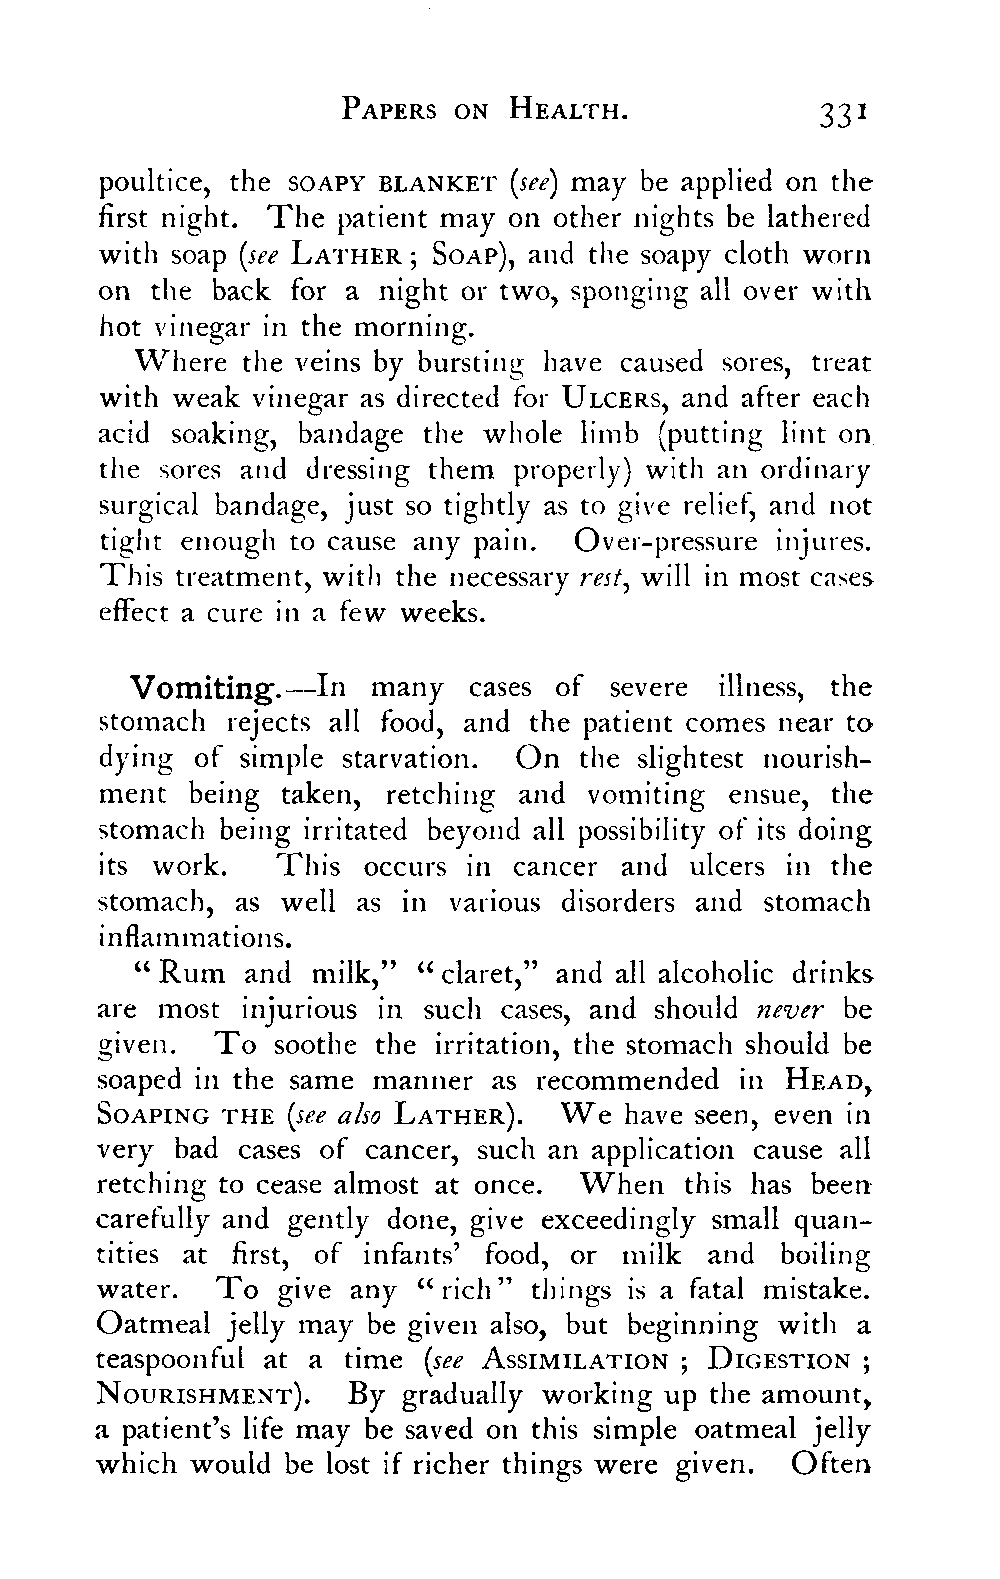 PAPERS ON HEALTH. 331
poultice, the SOAPY BLANKET (see) may be applied on the
first night. The patient may on other nights be lathered
with soap (see LATHER; SOAP), and the soapy cloth worn
on the back for a night or two, sponging all over with
hot vinegar in the morning.
Where the veins by bursting have caused sores, treat
with weak vinegar as directed for ULCERS, and after each
acid soaking, bandage the whole limb (putting lint on
the sores and dressing them properly) with an ordinary
surgical bandage, just so tightly as to give relief, and not
tight enough to cause any pain. Over-pressure injures.
This treatment, with the necessary rest, will in most cases
effect a cure in a few weeks.
Vomiting.—In many cases of severe illness, the
stomach rejects all food, and the patient comes near to
dying of simple starvation. On the slightest nourish-
ment being taken, retching and vomiting ensue, the
stomach being irritated beyond all possibility of its doing
its work. This occurs in cancer and ulcers in the
stomach, as well as in various disorders and stomach
inflammations.
“Rum and milk,” “claret,” and all alcoholic drinks
are most injurious in such cases, and should never be
given. To soothe the irritation, the stomach should be
soaped in the same manner as recommended in HEAD,
SOAPING THE (see also LATHER). We have seen, even in
very bad cases of cancer, such an application cause all
retching to cease almost at once. When this has been
carefully and gently done, give exceedingly small quan-
tities at first, of infants’ food, or milk and boiling
water. To give any “rich” things is a fatal mistake.
Oatmeal jelly may be given also, but beginning with a
teaspoonful at a time (see ASSIMILATION; DIGESTION;
NOURISHMENT). By gradually working up the amount,
a patient’s life may be saved on this simple oatmeal jelly
which would be lost if richer things were given. Often